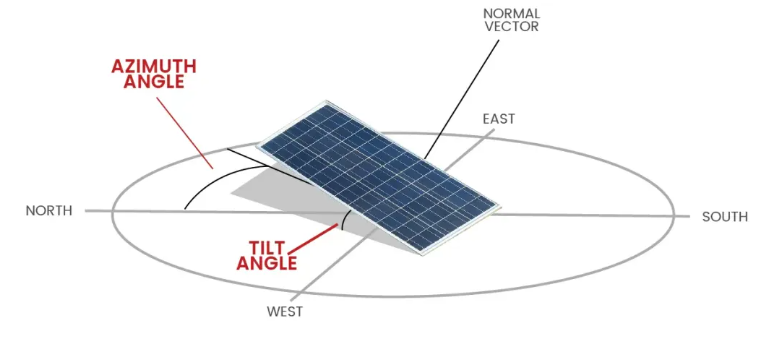 NORMAL
VECTOR
AZIMUTH
ANGLE
EAST
NORTH
SOUTH
TILT
ANGLE
WEST